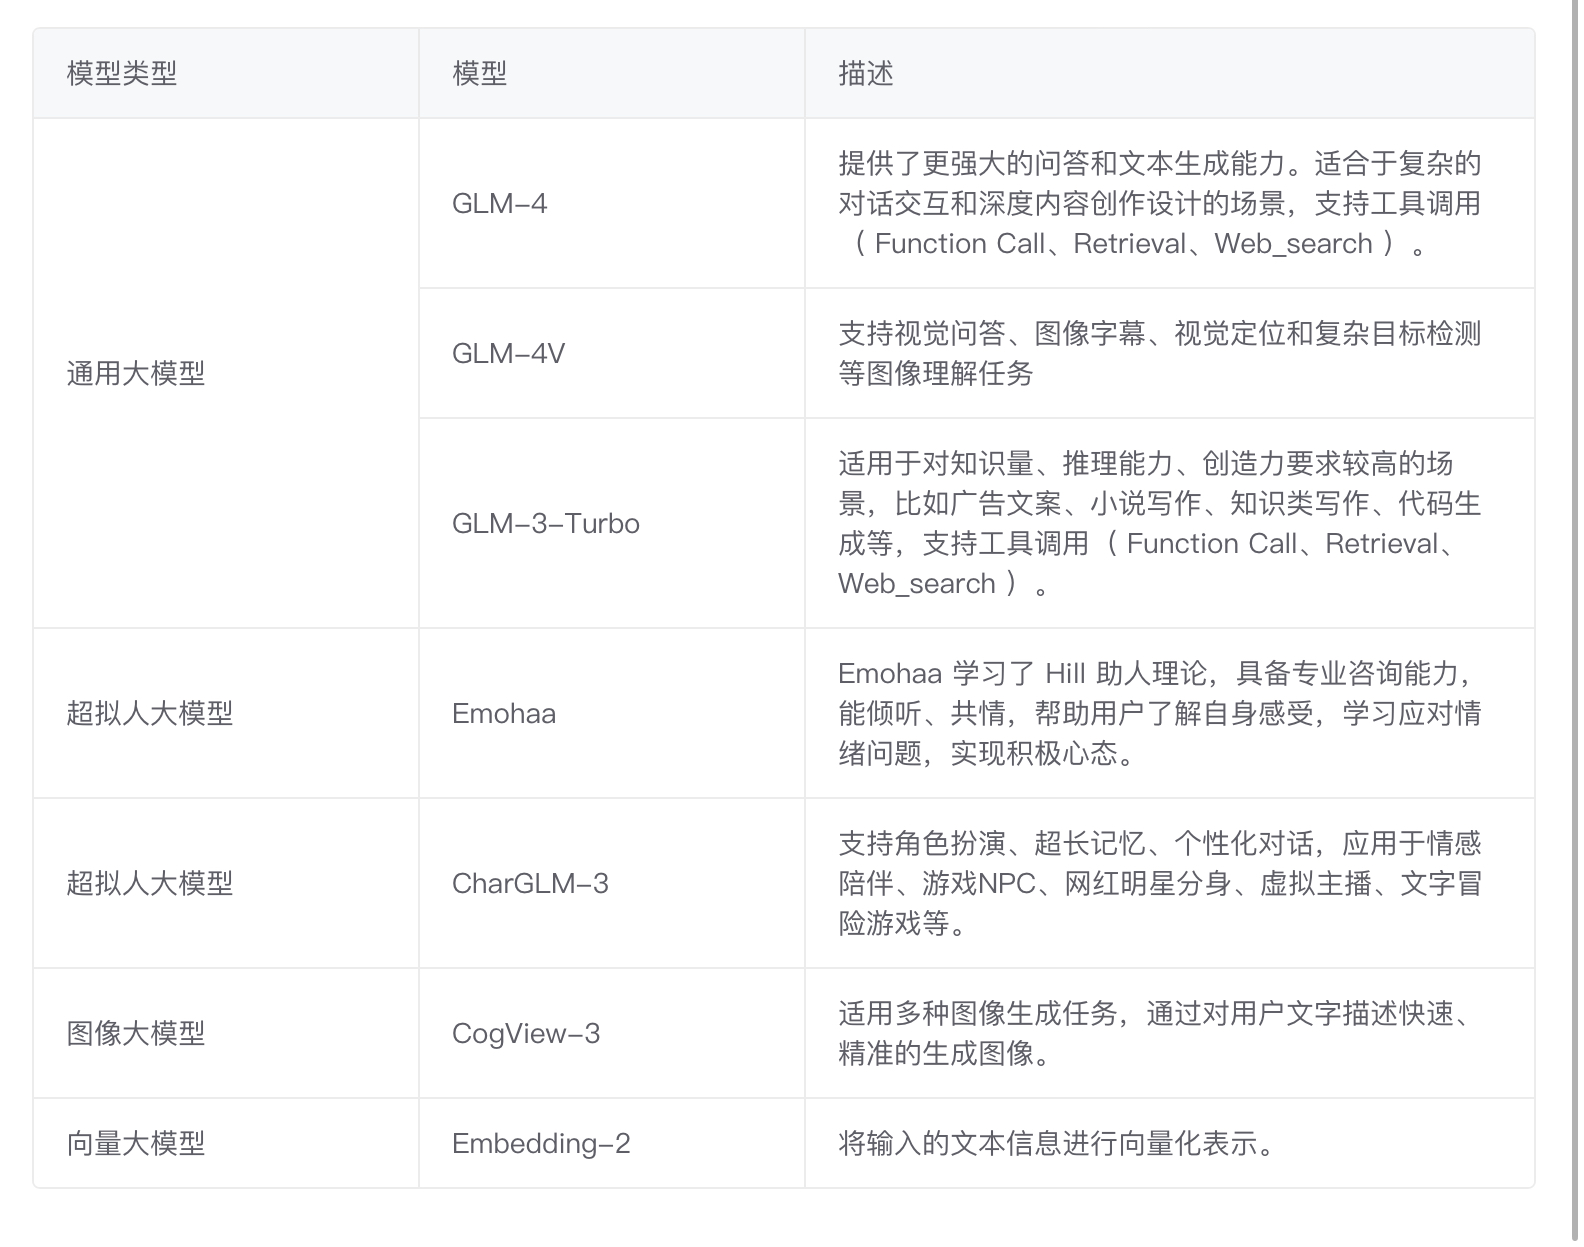 模型类型
模型
描述
通用大模型
GLM-4
提供了更强大的问答和文本生成能力。适合于复杂的
对话交互和深度内容创作设计的场景，支持工具调用
（ Function Call、Retrieval、Web_search ）。
GLM-4V
支持视觉问答、图像字幕、视觉定位和复杂目标检测
等图像理解任务
GLM-3-Turbo
适用于对知识量、推理能力、创造力要求较高的场
景，比如广告文案、小说写作、知识类写作、代码生
成等，支持工具调用（ Function Call、Retrieval、
Web_search ）。
超拟人大模型
Emohaa
Emohaa 学习了 Hill 助人理论，具备专业咨询能力，
能倾听、共情，帮助用户了解自身感受，学习应对情
绪问题，实现积极心态。
超拟人大模型
CharGLM-3
支持角色扮演、超长记忆、个性化对话，应用于情感
陪伴、游戏NPC、网红明星分身、虚拟主播、文字冒
险游戏等。
图像大模型
CogView-3
适用多种图像生成任务，通过对用户文字描述快速、
精准的生成图像。
向量大模型
Embedding-2
将输入的文本信息进行向量化表示。